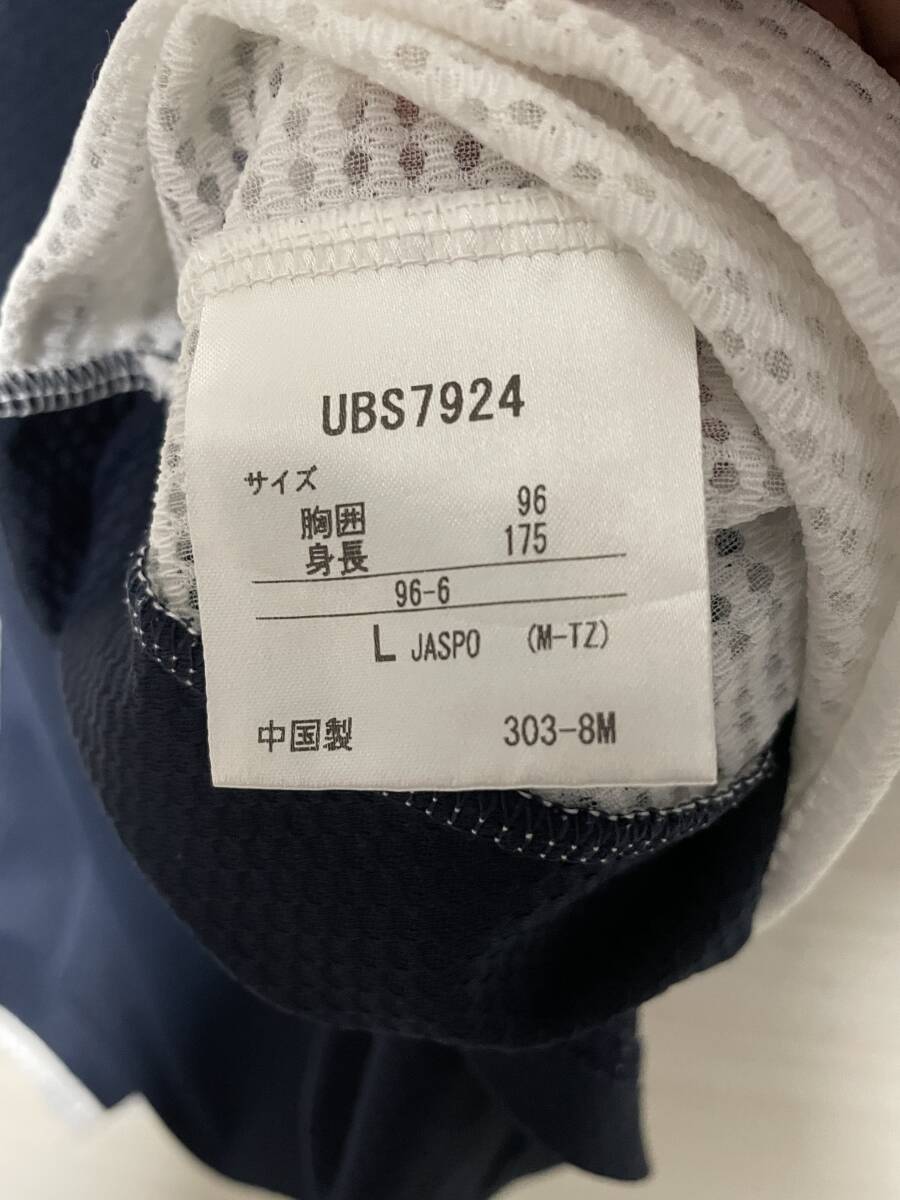 UBS7924
サイズ
胸囲 96
身長 175
96-6
L JASPO (M-TZ)
中国製 303-8M